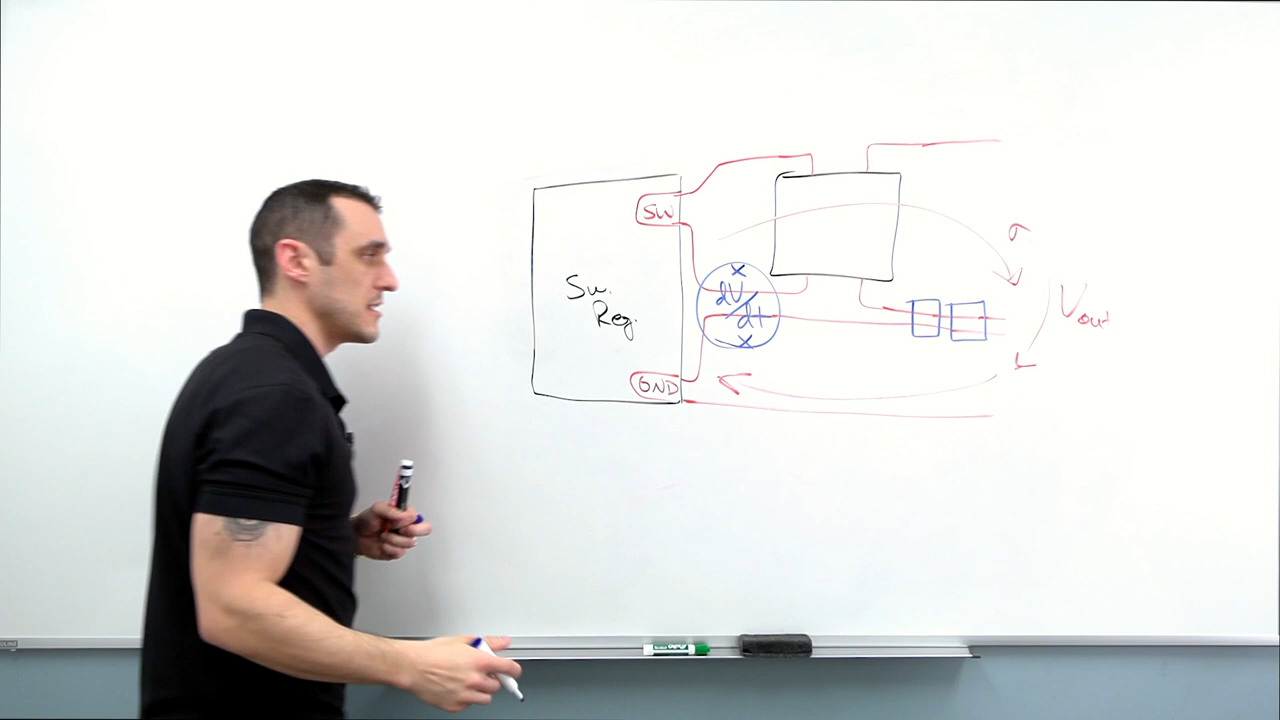 SW
Sw.
Reg.
dV/dt
GND
Vout